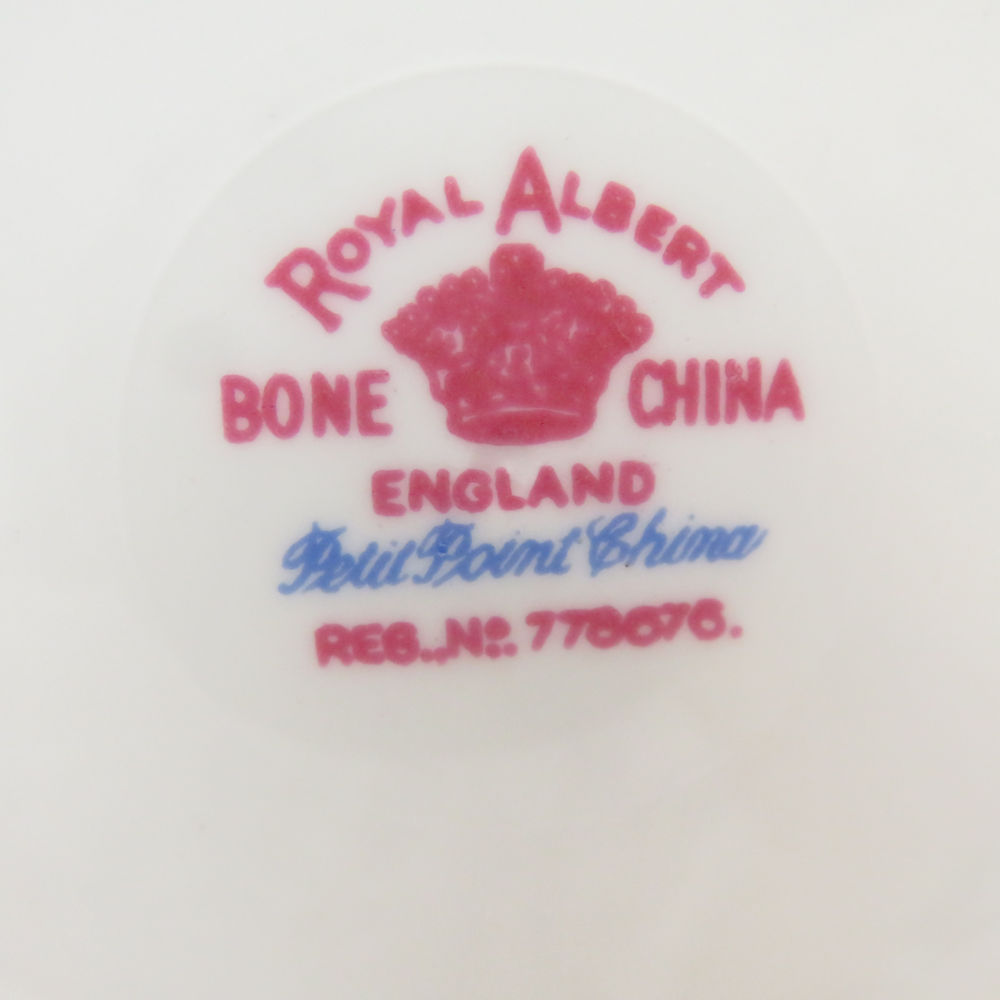 ROYAL ALBERT
BONE CHINA
ENGLAND
Petit Point China
REG. Nº. 778676.